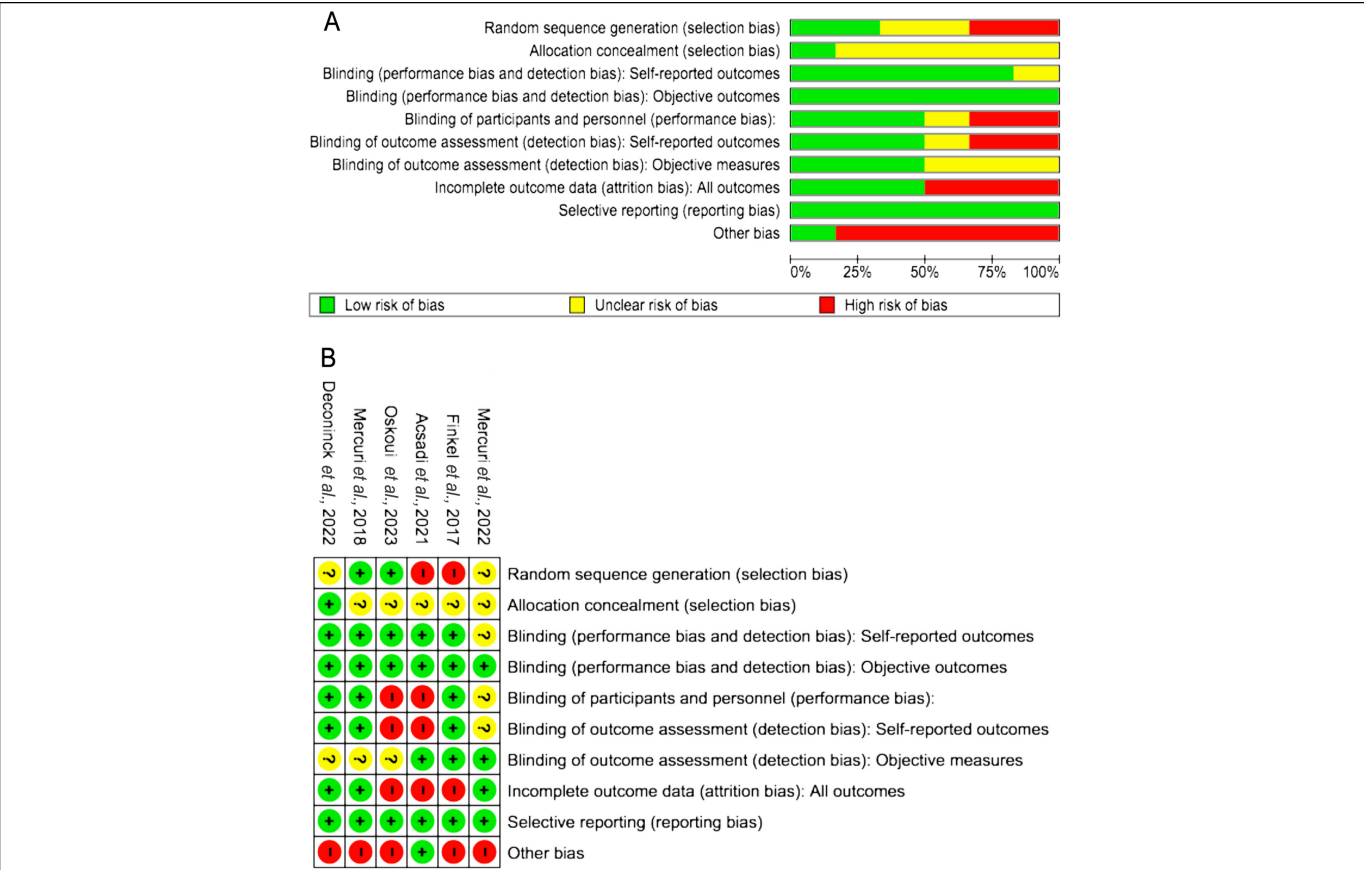 A
Random sequence generation (selection bias)
Allocation concealment (selection bias)
Blinding (performance bias and detection bias): Self-reported outcomes
Blinding (performance bias and detection bias): Objective outcomes
Blinding of participants and personnel (performance bias):
Blinding of outcome assessment (detection bias): Self-reported outcomes
Blinding of outcome assessment (detection bias): Objective measures
Incomplete outcome data (attrition bias): All outcomes
Selective reporting (reporting bias)
Other bias
0% 25% 50% 75% 100%
Low risk of bias Unclear risk of bias High risk of bias
B
Deconinck et al., 2022
Mercuri et al., 2018
Oskoui et al., 2023
Acsadi et al., 2021
Finkel et al., 2017
Mercuri et al., 2022
? + + - - ? Random sequence generation (selection bias)
+ ? ? ? ? ? Allocation concealment (selection bias)
+ + + + + ? Blinding (performance bias and detection bias): Self-reported outcomes
+ + + + + + Blinding (performance bias and detection bias): Objective outcomes
+ + - - + ? Blinding of participants and personnel (performance bias):
+ + - - + ? Blinding of outcome assessment (detection bias): Self-reported outcomes
? ? ? + + + Blinding of outcome assessment (detection bias): Objective measures
+ + - - - + Incomplete outcome data (attrition bias): All outcomes
+ + + + + + Selective reporting (reporting bias)
- - - + - - Other bias